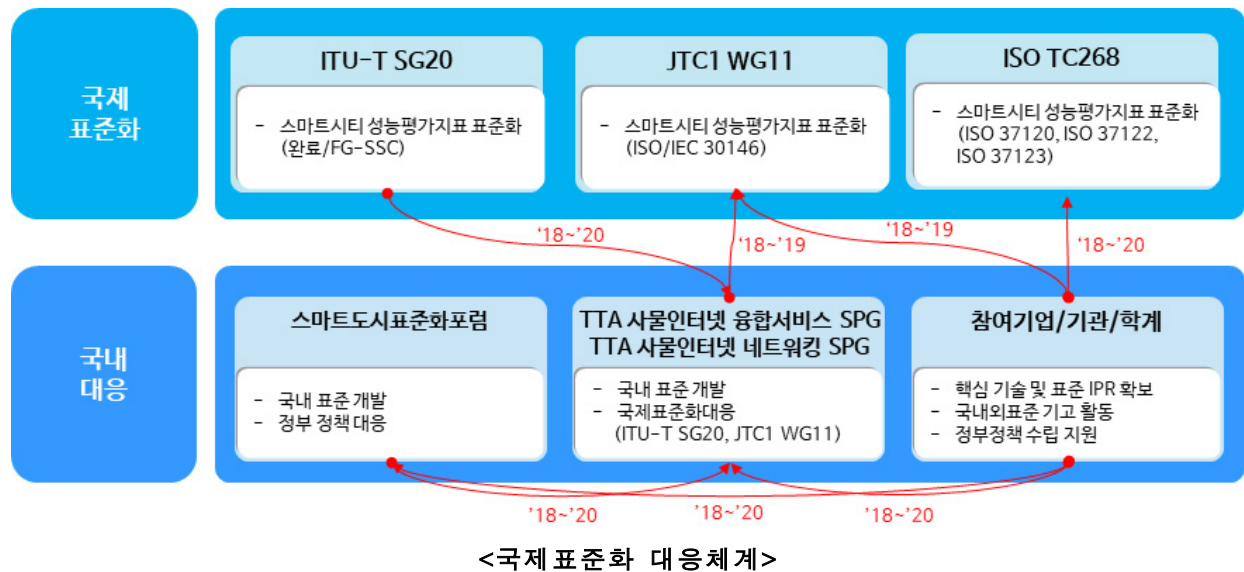 국제
표준화
ITU-T SG20
- 스마트시티 성능평가지표 표준화
(완료/FG-SSC)
JTC1 WG11
- 스마트시티 성능평가지표 표준화
(ISO/IEC 30146)
ISO TC268
- 스마트시티 성능평가지표 표준화
(ISO 37120, ISO 37122,
ISO 37123)
‘18~’20
‘18~’19
‘18~’19
‘18~’20
국내
대응
스마트도시표준화포럼
- 국내 표준 개발
- 정부 정책 대응
TTA 사물인터넷 융합서비스 SPG
TTA 사물인터넷 네트워킹 SPG
- 국내 표준 개발
- 국제표준화대응
(ITU-T SG20, JTC1 WG11)
참여기업/기관/학계
- 핵심 기술 및 표준 IPR 확보
- 국내외표준 기고 활동
- 정부정책 수립 지원
’18~’20
’18~’20
’18~’20
<국제표준화 대응체계>